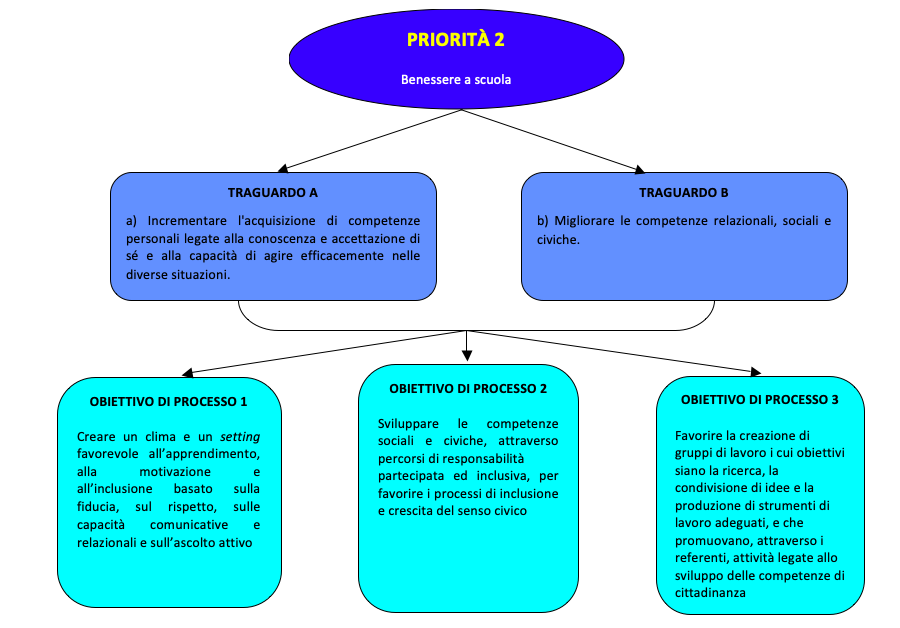 PRIORITÀ 2
Benessere a scuola
TRAGUARDO A
a) Incrementare l'acquisizione di competenze
personali legate alla conoscenza e accettazione di
sé e alla capacità di agire efficacemente nelle
diverse situazioni.
TRAGUARDO B
b) Migliorare le competenze relazionali, sociali e
civiche.
OBIETTIVO DI PROCESSO 1
Creare un clima e un setting
favorevole all’apprendimento,
alla motivazione e
all’inclusione basato sulla
fiducia, sul rispetto, sulle
capacità comunicative e
relazionali e sull’ascolto attivo
OBIETTIVO DI PROCESSO 2
Sviluppare le competenze
sociali e civiche, attraverso
percorsi di responsabilità
partecipata ed inclusiva, per
favorire i processi di inclusione
e crescita del senso civico
OBIETTIVO DI PROCESSO 3
Favorire la creazione di
gruppi di lavoro i cui obiettivi
siano la ricerca, la
condivisione di idee e la
produzione di strumenti di
lavoro adeguati, e che
promuovano, attraverso i
referenti, attività legate allo
sviluppo delle competenze di
cittadinanza